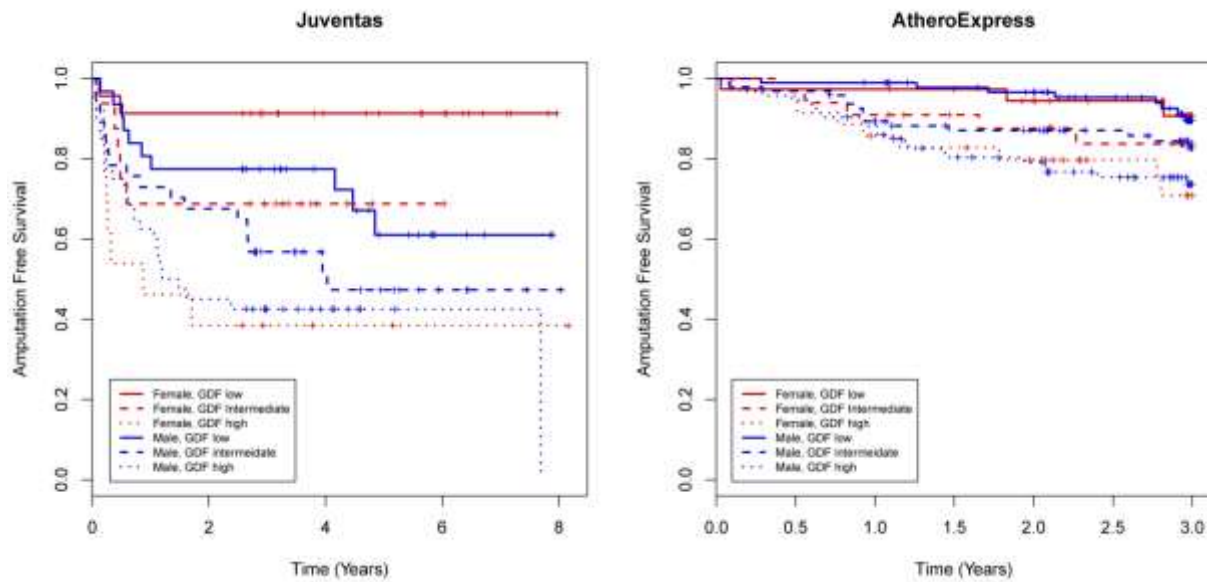 Juventas
Amputation Free Survival
1.0
0.8
0.6
0.4
0.2
0.0
Female, GDF low
Female, GDF Intermediate
Female, GDF high
Male, GDF low
Male, GDF intermeidate
Male, GDF high
0 2 4 6 8
Time (Years)
AtheroExpress
Amputation Free Survival
1.0
0.8
0.6
0.4
0.2
0.0
Female, GDF low
Female, GDF Intermediate
Female, GDF high
Male, GDF low
Male, GDF intermeidate
Male, GDF high
0.0 0.5 1.0 1.5 2.0 2.5 3.0
Time (Years)